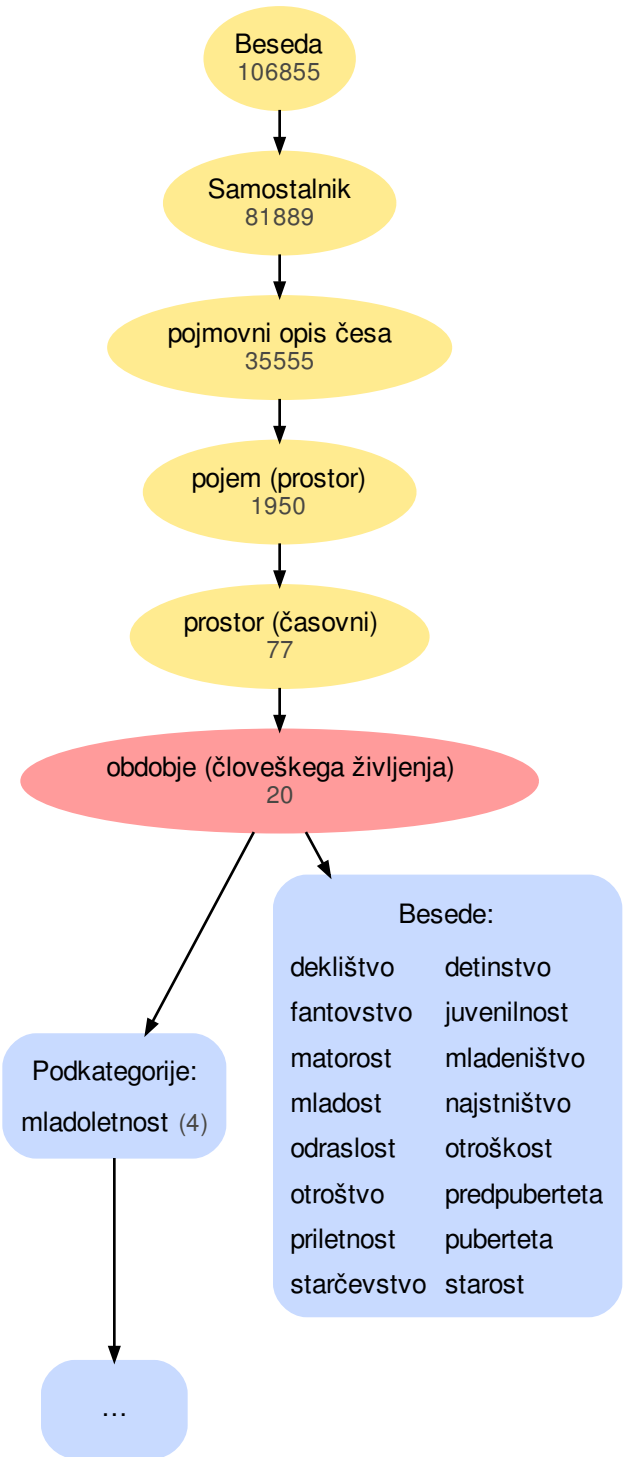 Beseda
106855
Samostalnik
81889
pojmovni opis česa
35555
pojem (prostor)
1950
prostor (časovni)
77
obdobje (človeškega življenja)
20
Besede:
deklištvo detinstvo
fantovstvo juvenilnost
matorost mladeništvo
mladost najstništvo
odraslost otroškost
otroštvo predpuberteta
priletnost puberteta
starčevstvo starost
Podkategorije:
mladoletnost (4)
...